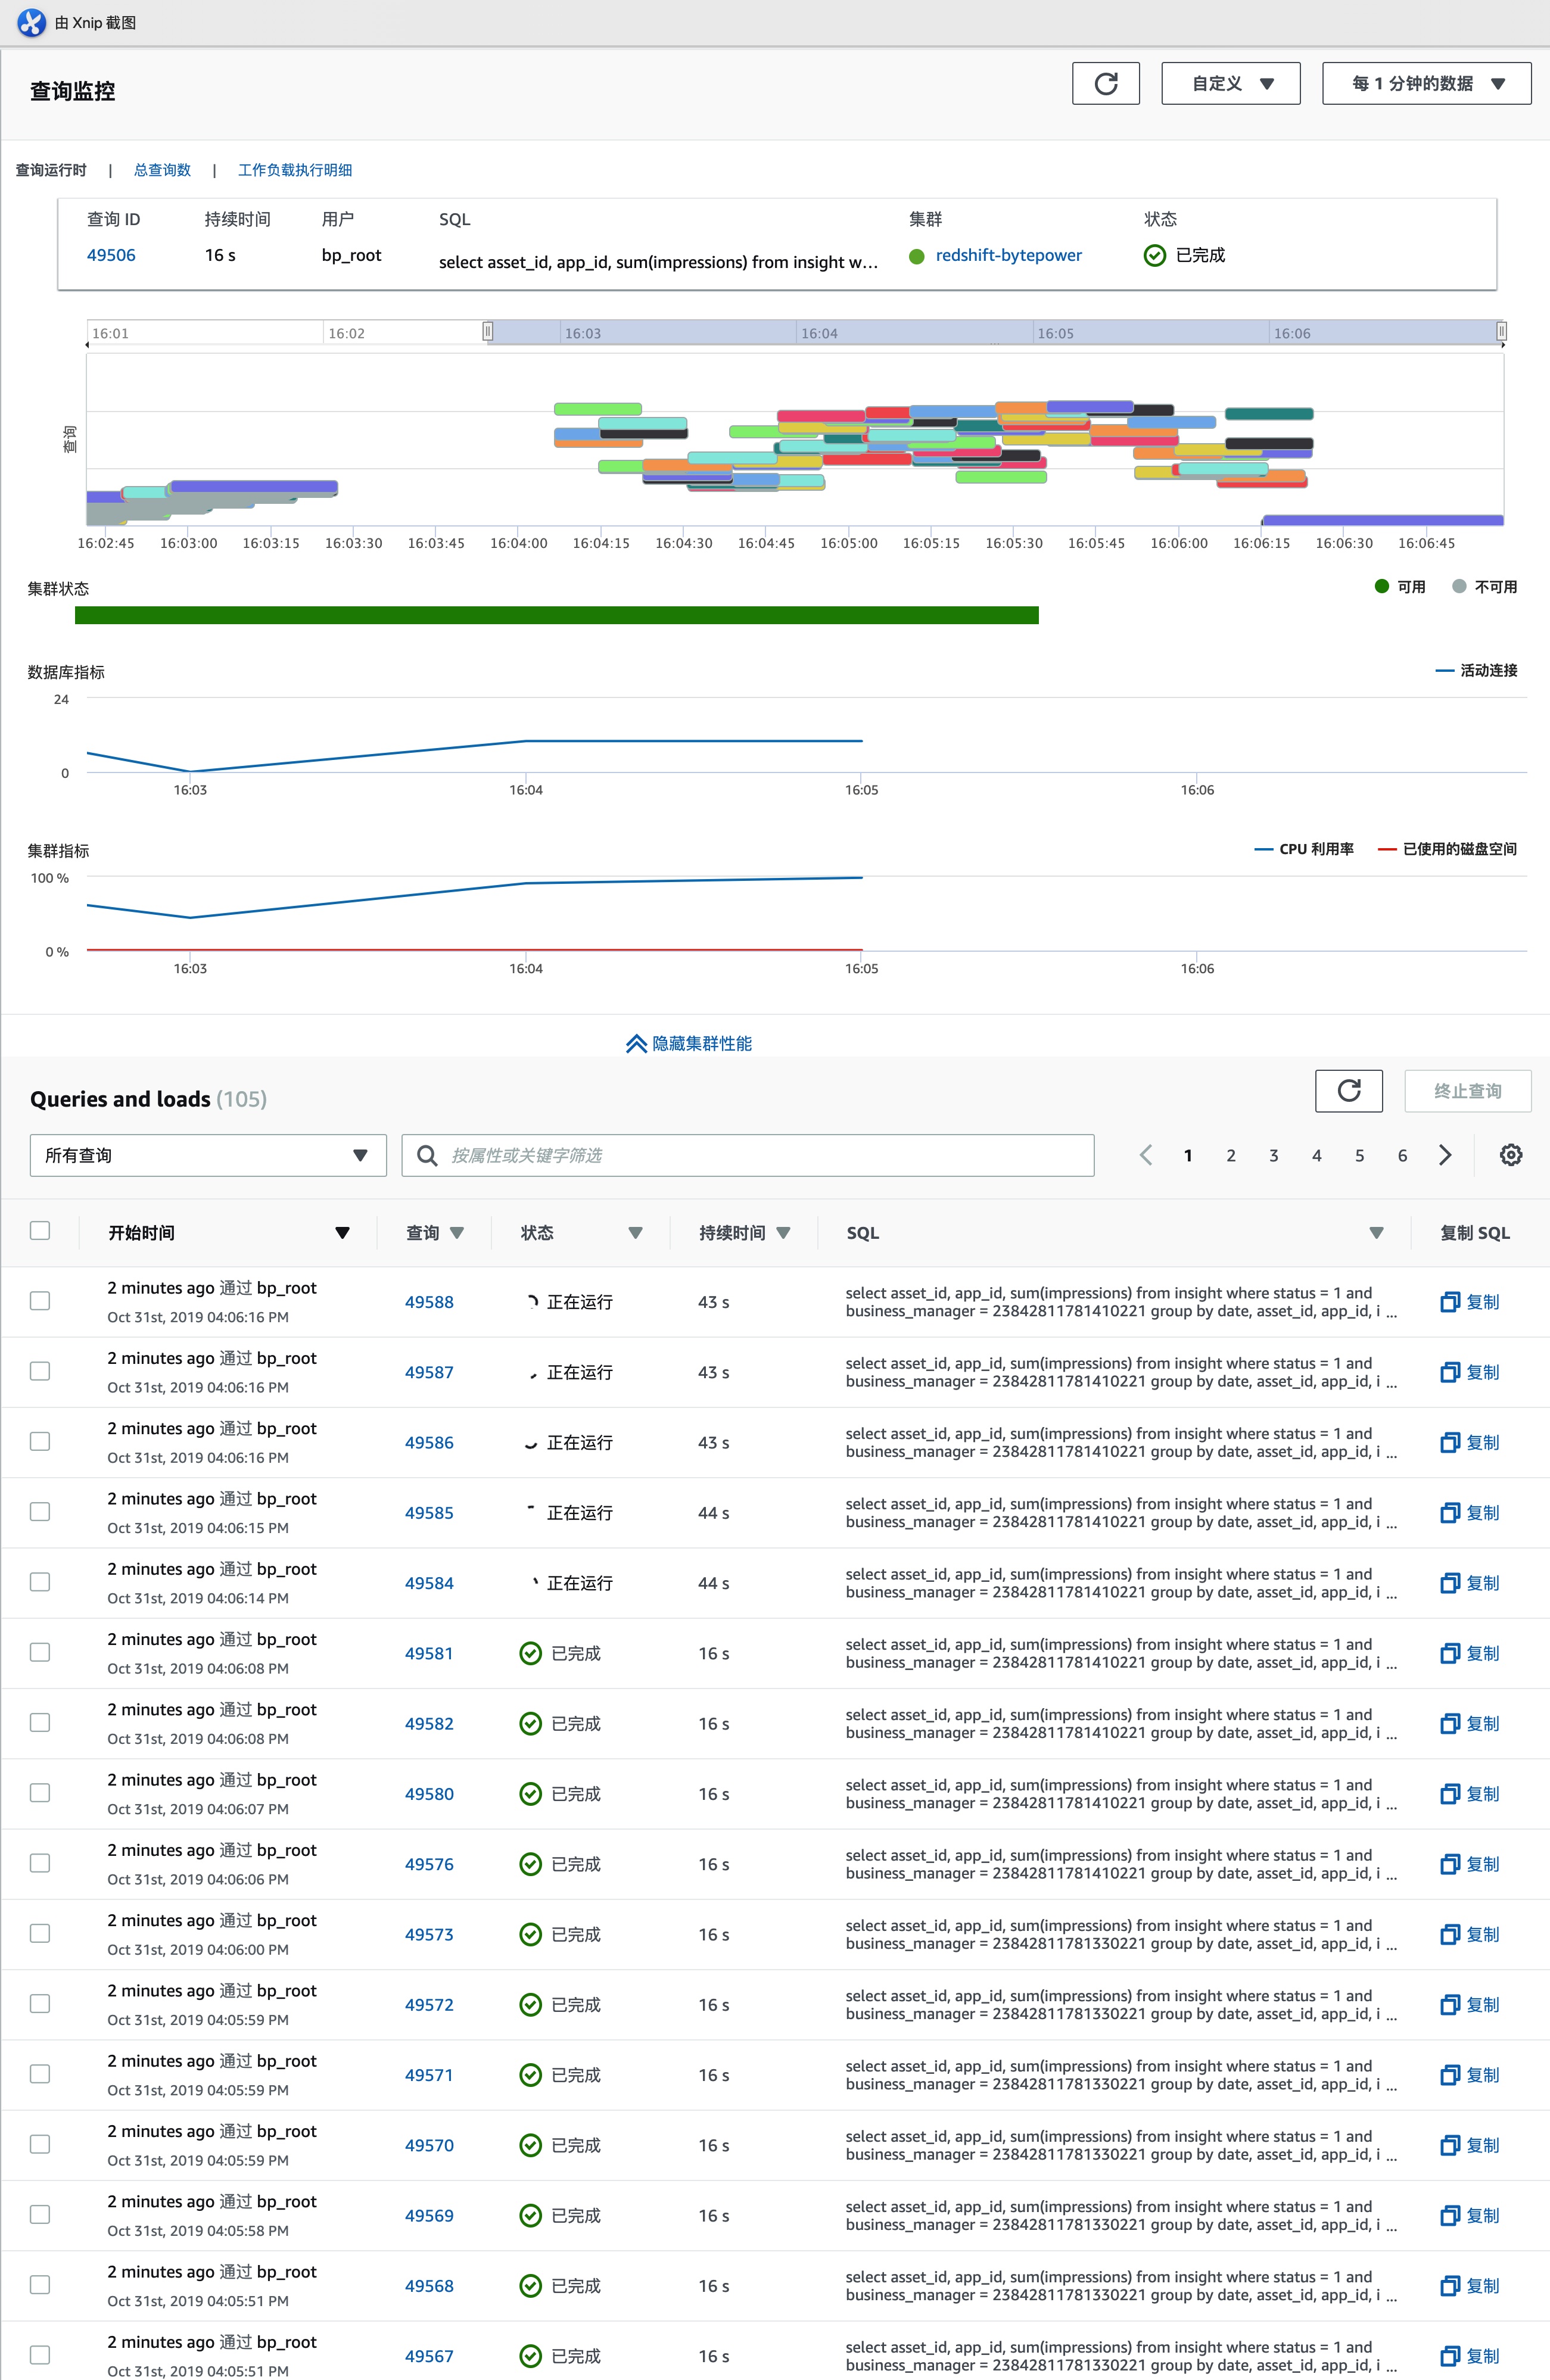 由 Xnip 截图
查询监控
自定义
每 1 分钟的数据
查询运行时 | 总查询数 | 工作负载执行明细
查询 ID 持续时间 用户 SQL 集群 状态
49506 16 s bp_root select asset_id, app_id, sum(impressions) from insight w... redshift-bytepower 已完成
16:01 16:02 16:03 16:04 16:05 16:06
查询
16:02:45 16:03:00 16:03:15 16:03:30 16:03:45 16:04:00 16:04:15 16:04:30 16:04:45 16:05:00 16:05:15 16:05:30 16:05:45 16:06:00 16:06:15 16:06:30 16:06:45
集群状态 可用 不可用
数据库指标 活动连接
24
0
16:03 16:04 16:05 16:06
集群指标 CPU 利用率 已使用的磁盘空间
100 %
0 %
16:03 16:04 16:05 16:06
隐藏集群性能
Queries and loads (105) 终止查询
所有查询 按属性或关键字筛选 1 2 3 4 5 6
开始时间 查询 状态 持续时间 SQL 复制 SQL
2 minutes ago 通过 bp_root
Oct 31st, 2019 04:06:16 PM
49588 正在运行 43 s
select asset_id, app_id, sum(impressions) from insight where status = 1 and
business_manager = 23842811781410221 group by date, asset_id, app_id, i ...
复制
2 minutes ago 通过 bp_root
Oct 31st, 2019 04:06:16 PM
49587 正在运行 43 s
select asset_id, app_id, sum(impressions) from insight where status = 1 and
business_manager = 23842811781410221 group by date, asset_id, app_id, i ...
复制
2 minutes ago 通过 bp_root
Oct 31st, 2019 04:06:16 PM
49586 正在运行 43 s
select asset_id, app_id, sum(impressions) from insight where status = 1 and
business_manager = 23842811781410221 group by date, asset_id, app_id, i ...
复制
2 minutes ago 通过 bp_root
Oct 31st, 2019 04:06:15 PM
49585 正在运行 44 s
select asset_id, app_id, sum(impressions) from insight where status = 1 and
business_manager = 23842811781410221 group by date, asset_id, app_id, i ...
复制
2 minutes ago 通过 bp_root
Oct 31st, 2019 04:06:14 PM
49584 正在运行 44 s
select asset_id, app_id, sum(impressions) from insight where status = 1 and
business_manager = 23842811781410221 group by date, asset_id, app_id, i ...
复制
2 minutes ago 通过 bp_root
Oct 31st, 2019 04:06:08 PM
49581 已完成 16 s
select asset_id, app_id, sum(impressions) from insight where status = 1 and
business_manager = 23842811781410221 group by date, asset_id, app_id, i ...
复制
2 minutes ago 通过 bp_root
Oct 31st, 2019 04:06:08 PM
49582 已完成 16 s
select asset_id, app_id, sum(impressions) from insight where status = 1 and
business_manager = 23842811781410221 group by date, asset_id, app_id, i ...
复制
2 minutes ago 通过 bp_root
Oct 31st, 2019 04:06:07 PM
49580 已完成 16 s
select asset_id, app_id, sum(impressions) from insight where status = 1 and
business_manager = 23842811781410221 group by date, asset_id, app_id, i ...
复制
2 minutes ago 通过 bp_root
Oct 31st, 2019 04:06:06 PM
49576 已完成 16 s
select asset_id, app_id, sum(impressions) from insight where status = 1 and
business_manager = 23842811781410221 group by date, asset_id, app_id, i ...
复制
2 minutes ago 通过 bp_root
Oct 31st, 2019 04:06:00 PM
49573 已完成 16 s
select asset_id, app_id, sum(impressions) from insight where status = 1 and
business_manager = 23842811781330221 group by date, asset_id, app_id, i ...
复制
2 minutes ago 通过 bp_root
Oct 31st, 2019 04:05:59 PM
49572 已完成 16 s
select asset_id, app_id, sum(impressions) from insight where status = 1 and
business_manager = 23842811781330221 group by date, asset_id, app_id, i ...
复制
2 minutes ago 通过 bp_root
Oct 31st, 2019 04:05:59 PM
49571 已完成 16 s
select asset_id, app_id, sum(impressions) from insight where status = 1 and
business_manager = 23842811781330221 group by date, asset_id, app_id, i ...
复制
2 minutes ago 通过 bp_root
Oct 31st, 2019 04:05:59 PM
49570 已完成 16 s
select asset_id, app_id, sum(impressions) from insight where status = 1 and
business_manager = 23842811781330221 group by date, asset_id, app_id, i ...
复制
2 minutes ago 通过 bp_root
Oct 31st, 2019 04:05:58 PM
49569 已完成 16 s
select asset_id, app_id, sum(impressions) from insight where status = 1 and
business_manager = 23842811781330221 group by date, asset_id, app_id, i ...
复制
2 minutes ago 通过 bp_root
Oct 31st, 2019 04:05:51 PM
49568 已完成 16 s
select asset_id, app_id, sum(impressions) from insight where status = 1 and
business_manager = 23842811781330221 group by date, asset_id, app_id, i ...
复制
2 minutes ago 通过 bp_root
Oct 31st, 2019 04:05:51 PM
49567 已完成 16 s
select asset_id, app_id, sum(impressions) from insight where status = 1 and
business_manager = 23842811781330221 group by date, asset_id, app_id, i ...
复制